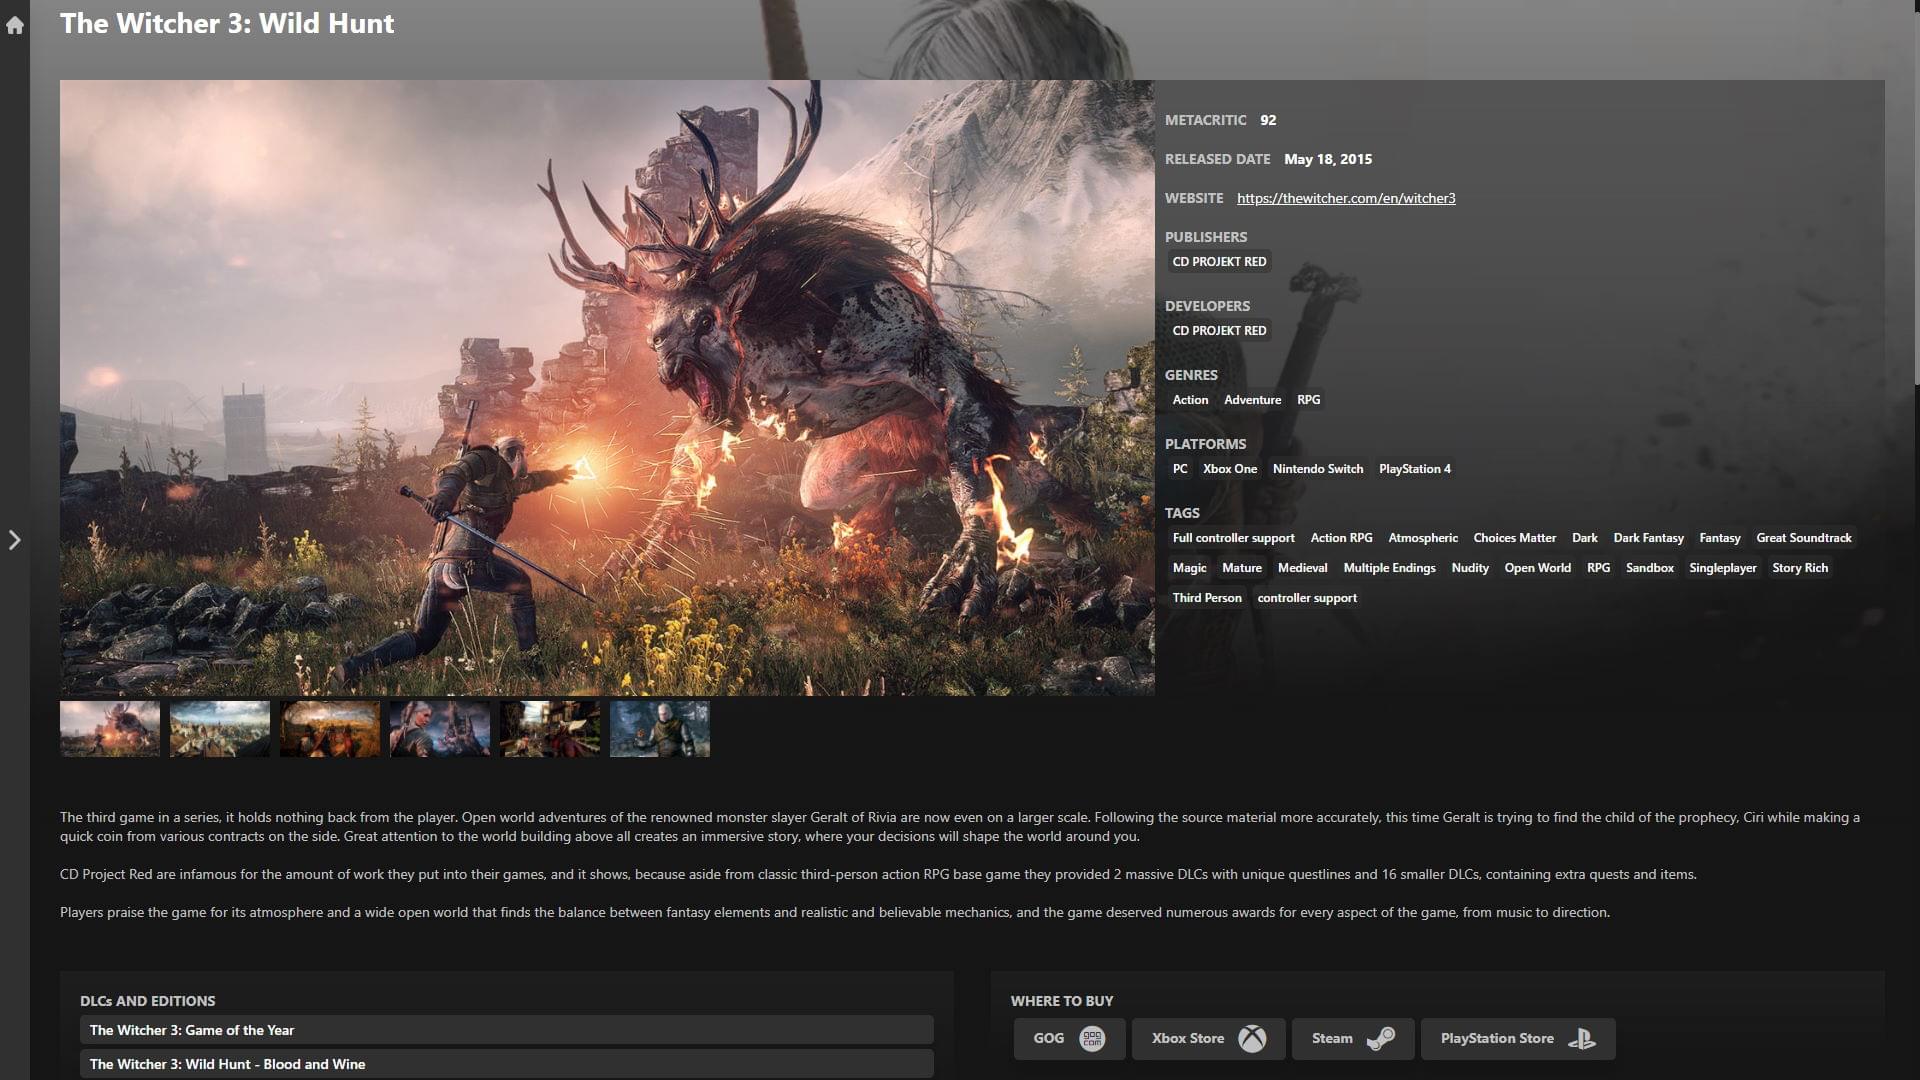 The Witcher 3: Wild Hunt
METACRITIC 92
RELEASED DATE May 18, 2015
WEBSITE https://thewitcher.com/en/witcher3
PUBLISHERS
CD PROJEKT RED
DEVELOPERS
CD PROJEKT RED
GENRES
Action Adventure RPG
PLATFORMS
PC Xbox One Nintendo Switch PlayStation 4
TAGS
Full controller support Action RPG Atmospheric Choices Matter Dark Dark Fantasy Fantasy Great Soundtrack
Magic Mature Medieval Multiple Endings Nudity Open World RPG Sandbox Singleplayer Story Rich
Third Person controller support
The third game in a series, it holds nothing back from the player. Open world adventures of the renowned monster slayer Geralt of Rivia are now even on a larger scale. Following the source material more accurately, this time Geralt is trying to find the child of the prophecy, Ciri while making a
quick coin from various contracts on the side. Great attention to the world building above all creates an immersive story, where your decisions will shape the world around you.
CD Project Red are infamous for the amount of work they put into their games, and it shows, because aside from classic third-person action RPG base game they provided 2 massive DLCs with unique questlines and 16 smaller DLCs, containing extra quests and items.
Players praise the game for its atmosphere and a wide open world that finds the balance between fantasy elements and realistic and believable mechanics, and the game deserved numerous awards for every aspect of the game, from music to direction.
DLCs AND EDITIONS
The Witcher 3: Game of the Year
The Witcher 3: Wild Hunt - Blood and Wine
WHERE TO BUY
GOG gog com Xbox Store Steam PlayStation Store